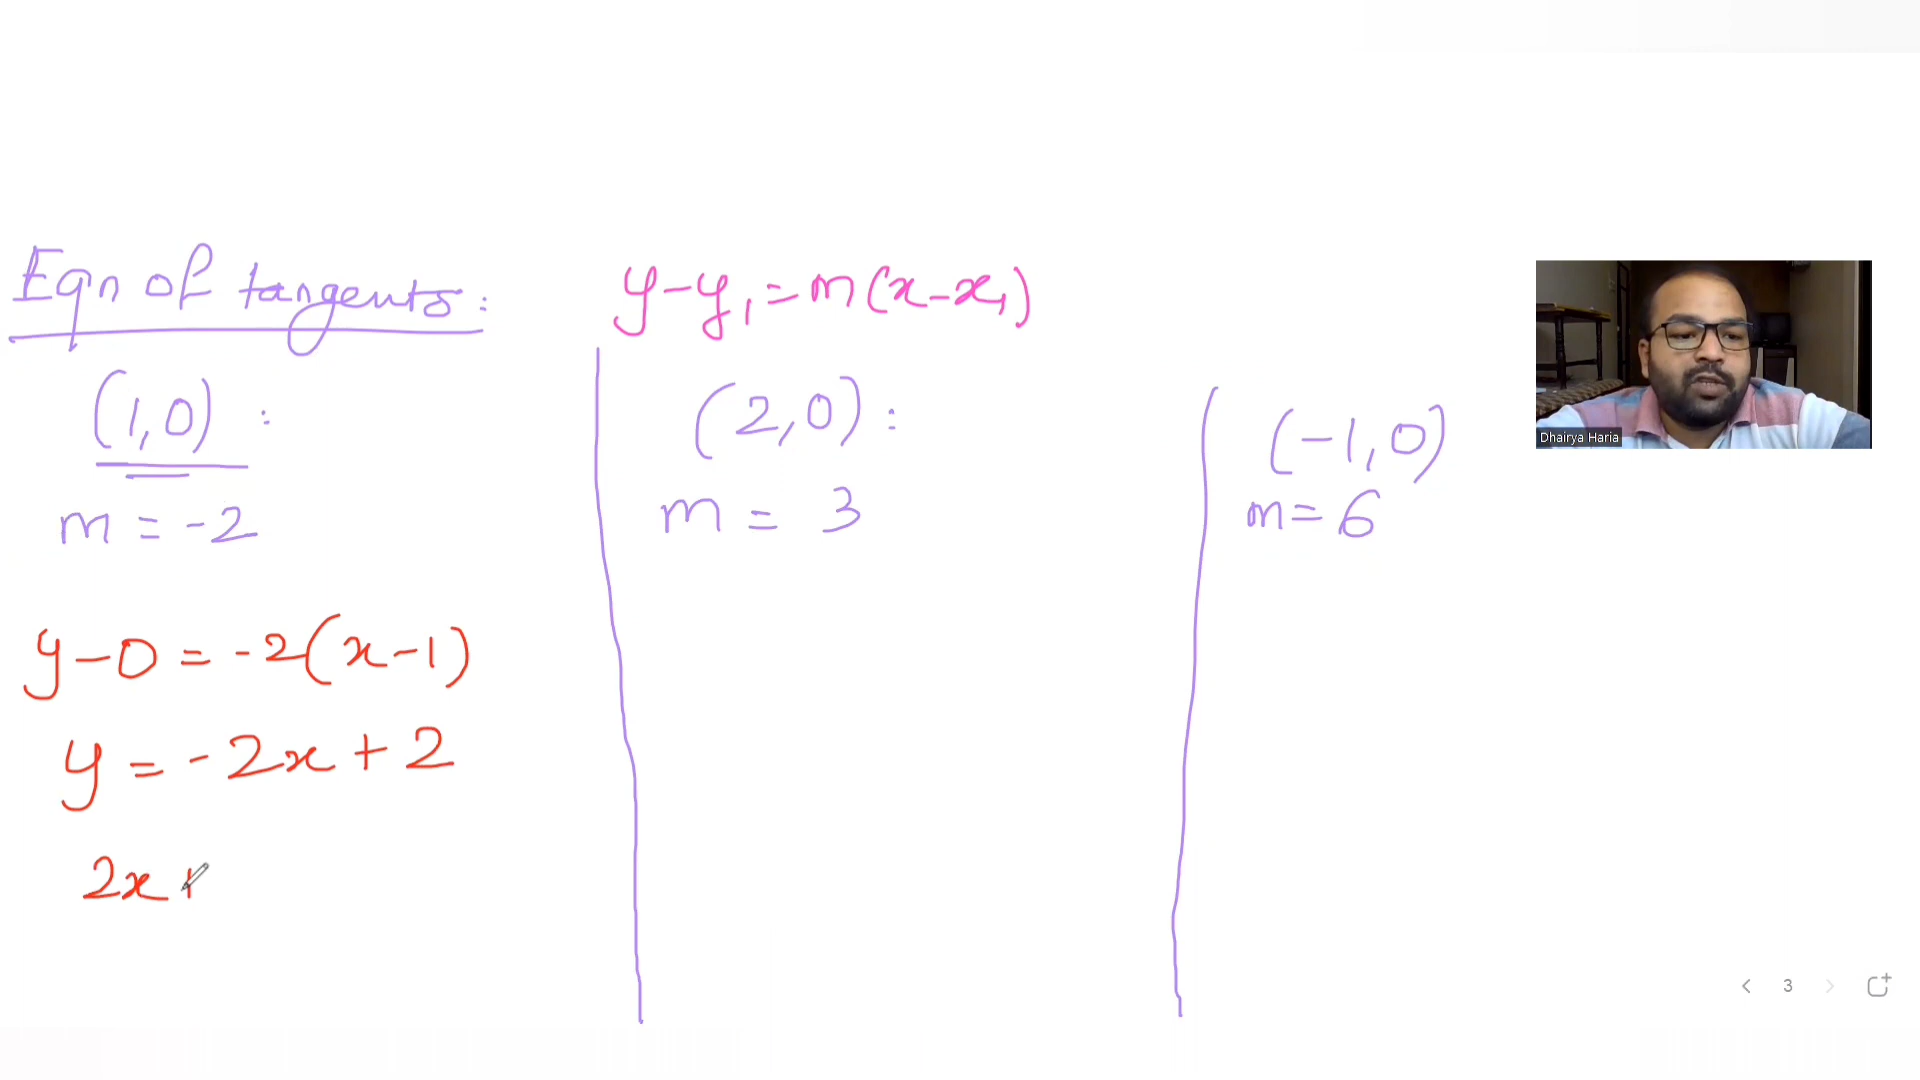 Eqn of tangents:
y-y₁=m(x-x₁)
(1,0) :
m = -2
y-0 = -2(x-1)
y = -2x+2
2x+
(2,0) :
m = 3
(-1,0)
m=6
Dhairya Haria
3